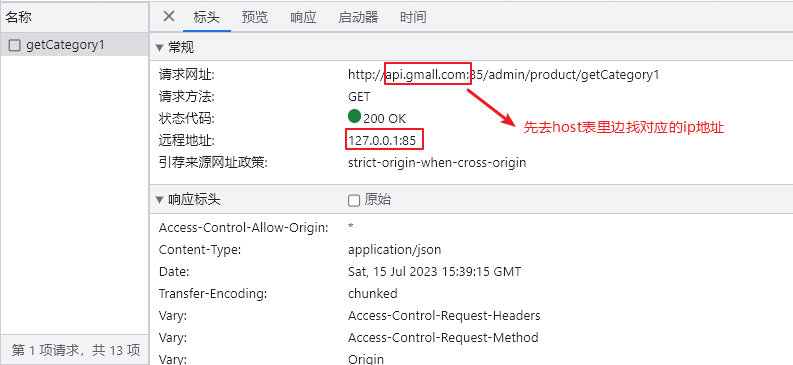 名称
标头 预览 响应 启动器 时间
getCategory1
常规
请求网址: http://api.gmall.com:85/admin/product/getCategory1
请求方法: GET
状态代码: 200 OK
先去host表里边找对应的ip地址
远程地址: 127.0.0.1:85
引荐来源网址政策: strict-origin-when-cross-origin
响应标头 原始
Access-Control-Allow-Origin: *
Content-Type: application/json
Date: Sat, 15 Jul 2023 15:39:15 GMT
Transfer-Encoding: chunked
Vary: Access-Control-Request-Headers
Vary: Access-Control-Request-Method
Vary: Origin
第 1 项请求，共 13 项